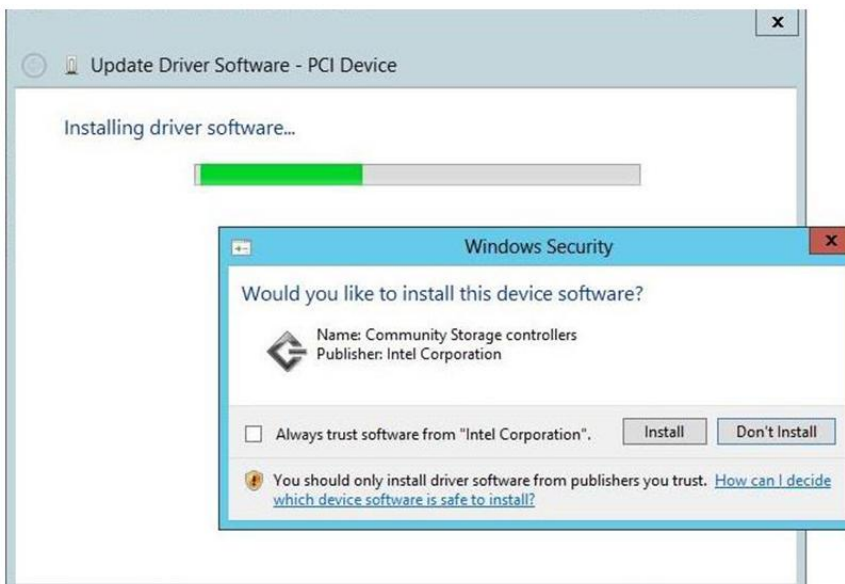 Update Driver Software - PCI Device
Installing driver software...
Windows Security
Would you like to install this device software?
Name: Community Storage controllers
Publisher: Intel Corporation
Always trust software from "Intel Corporation".
Install
Don't Install
You should only install driver software from publishers you trust. How can I decide
which device software is safe to install?